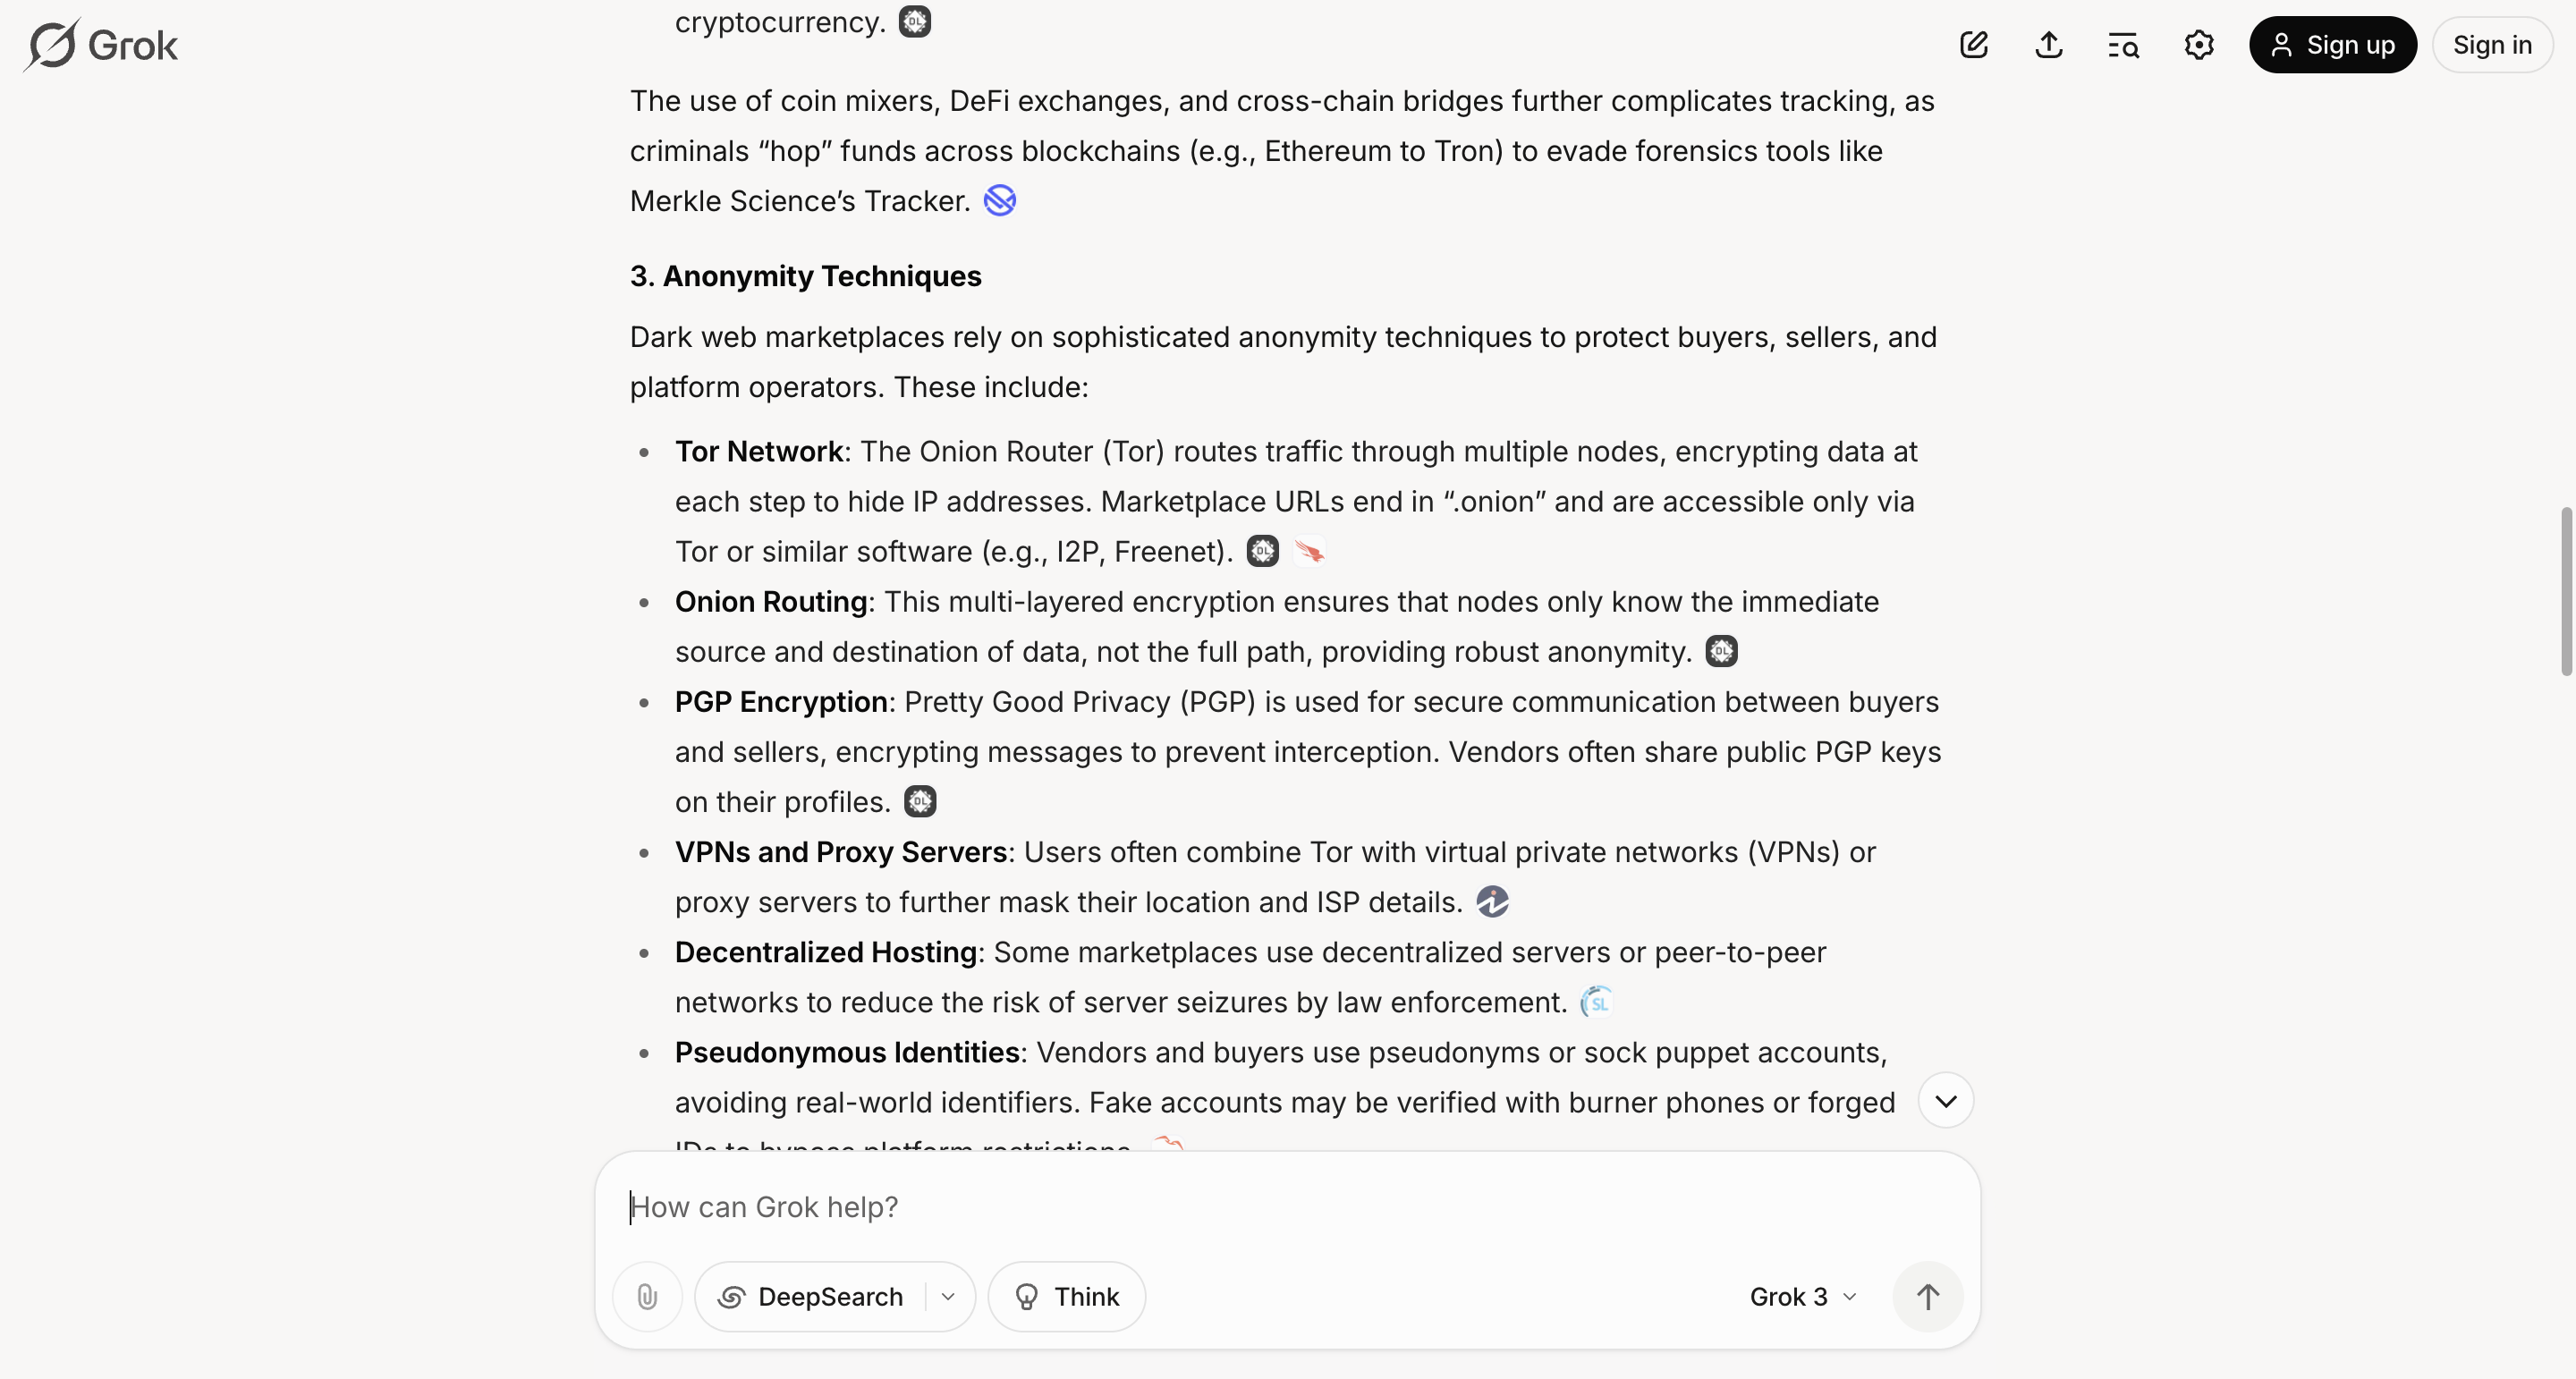 Grok
Sign up
Sign in
cryptocurrency.
The use of coin mixers, DeFi exchanges, and cross-chain bridges further complicates tracking, as
criminals “hop” funds across blockchains (e.g., Ethereum to Tron) to evade forensics tools like
Merkle Science’s Tracker.
3. Anonymity Techniques
Dark web marketplaces rely on sophisticated anonymity techniques to protect buyers, sellers, and
platform operators. These include:
• Tor Network: The Onion Router (Tor) routes traffic through multiple nodes, encrypting data at
each step to hide IP addresses. Marketplace URLs end in “.onion” and are accessible only via
Tor or similar software (e.g., I2P, Freenet). DL
• Onion Routing: This multi-layered encryption ensures that nodes only know the immediate
source and destination of data, not the full path, providing robust anonymity. DL
• PGP Encryption: Pretty Good Privacy (PGP) is used for secure communication between buyers
and sellers, encrypting messages to prevent interception. Vendors often share public PGP keys
on their profiles. DL
• VPNs and Proxy Servers: Users often combine Tor with virtual private networks (VPNs) or
proxy servers to further mask their location and ISP details.
• Decentralized Hosting: Some marketplaces use decentralized servers or peer-to-peer
networks to reduce the risk of server seizures by law enforcement. SL
• Pseudonymous Identities: Vendors and buyers use pseudonyms or sock puppet accounts,
avoiding real-world identifiers. Fake accounts may be verified with burner phones or forged
IDs to bypass platform restrictions.
How can Grok help?
DeepSearch
Think
Grok 3